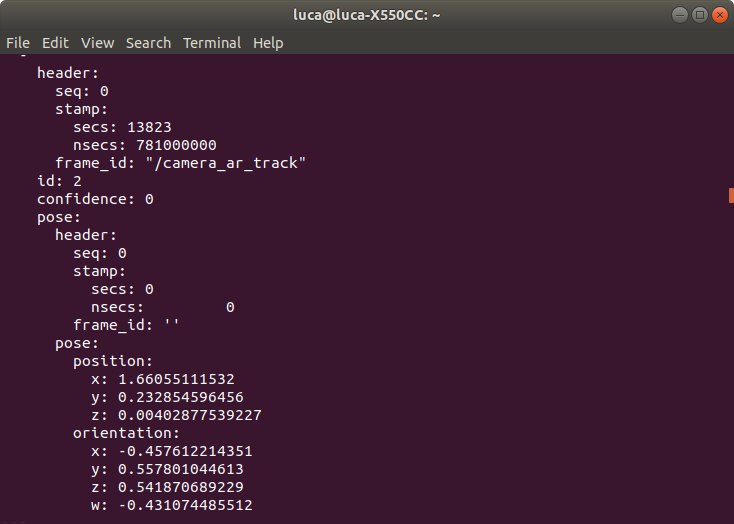 luca@luca-X550CC: ~
File Edit View Search Terminal Help
-
header:
seq: 0
stamp:
secs: 13823
nsecs: 781000000
frame_id: "/camera_ar_track"
id: 2
confidence: 0
pose:
header:
seq: 0
stamp:
secs: 0
nsecs:         0
frame_id: ''
pose:
position:
x: 1.66055111532
y: 0.232854596456
z: 0.00402877539227
orientation:
x: -0.457612214351
y: 0.557801044613
z: 0.541870689229
w: -0.431074485512